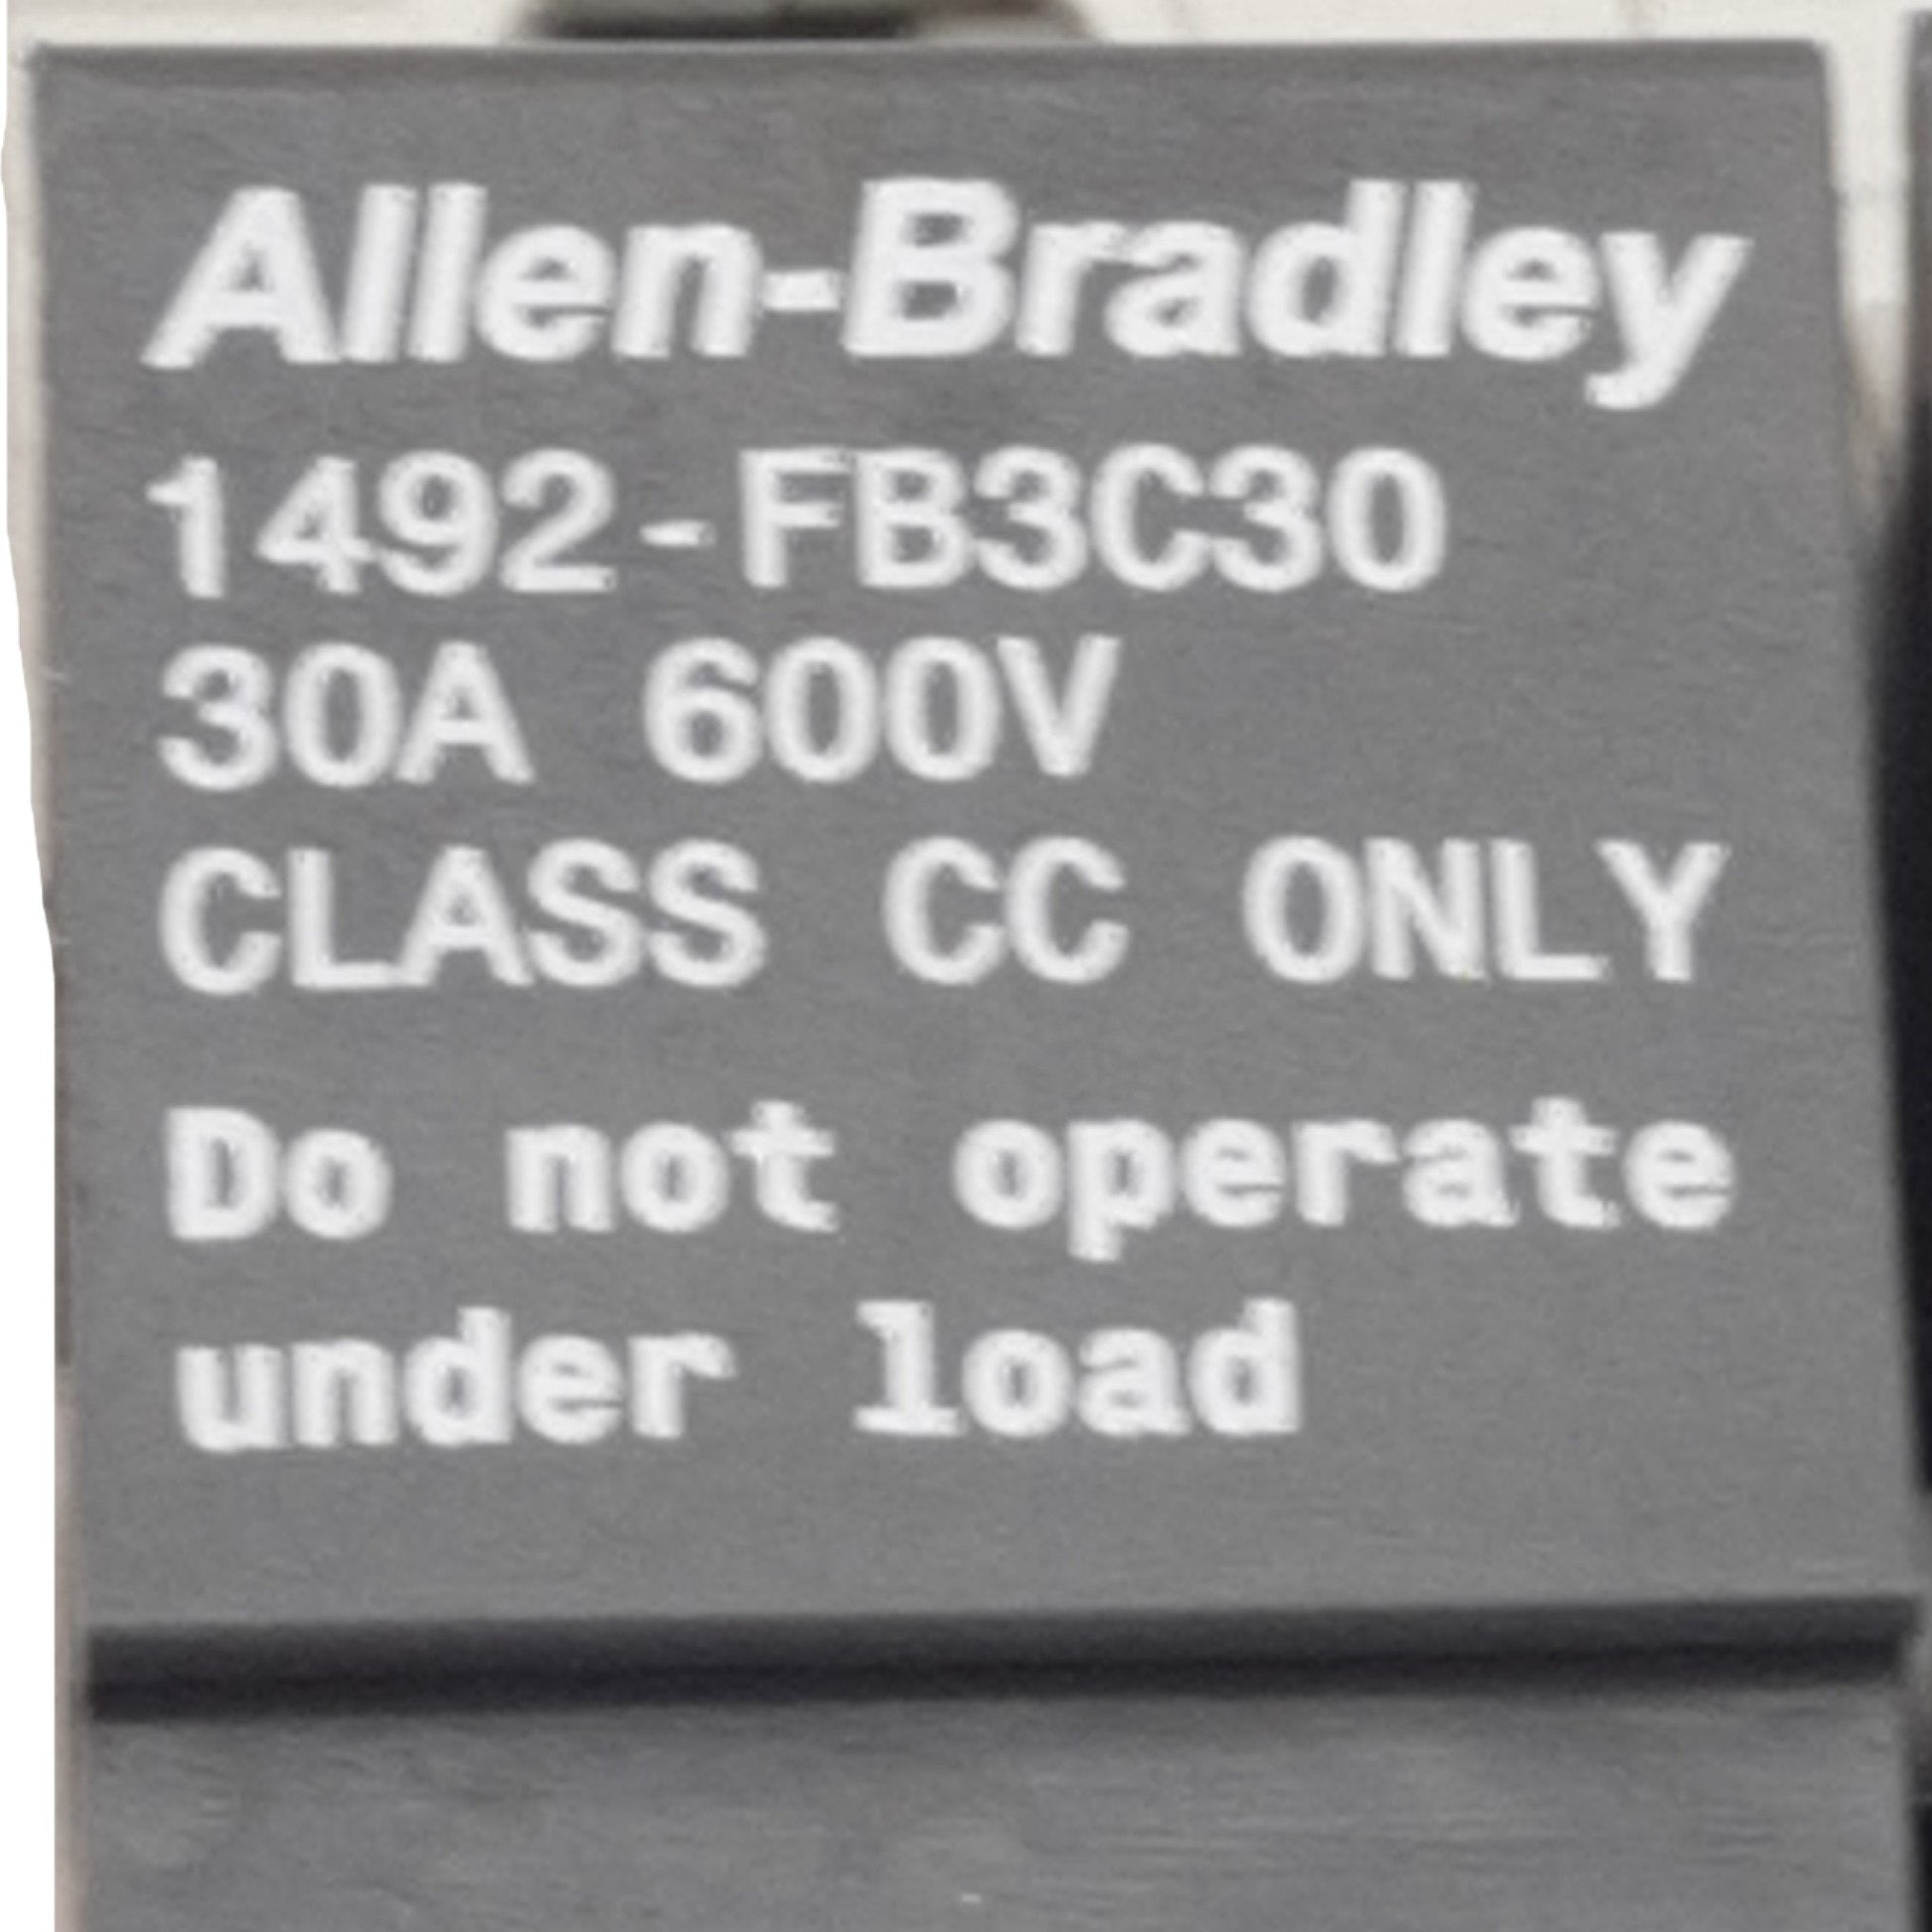 Allen-Bradley
1492-FB3C30
30A 600V
CLASS CC ONLY
Do not operate
under load